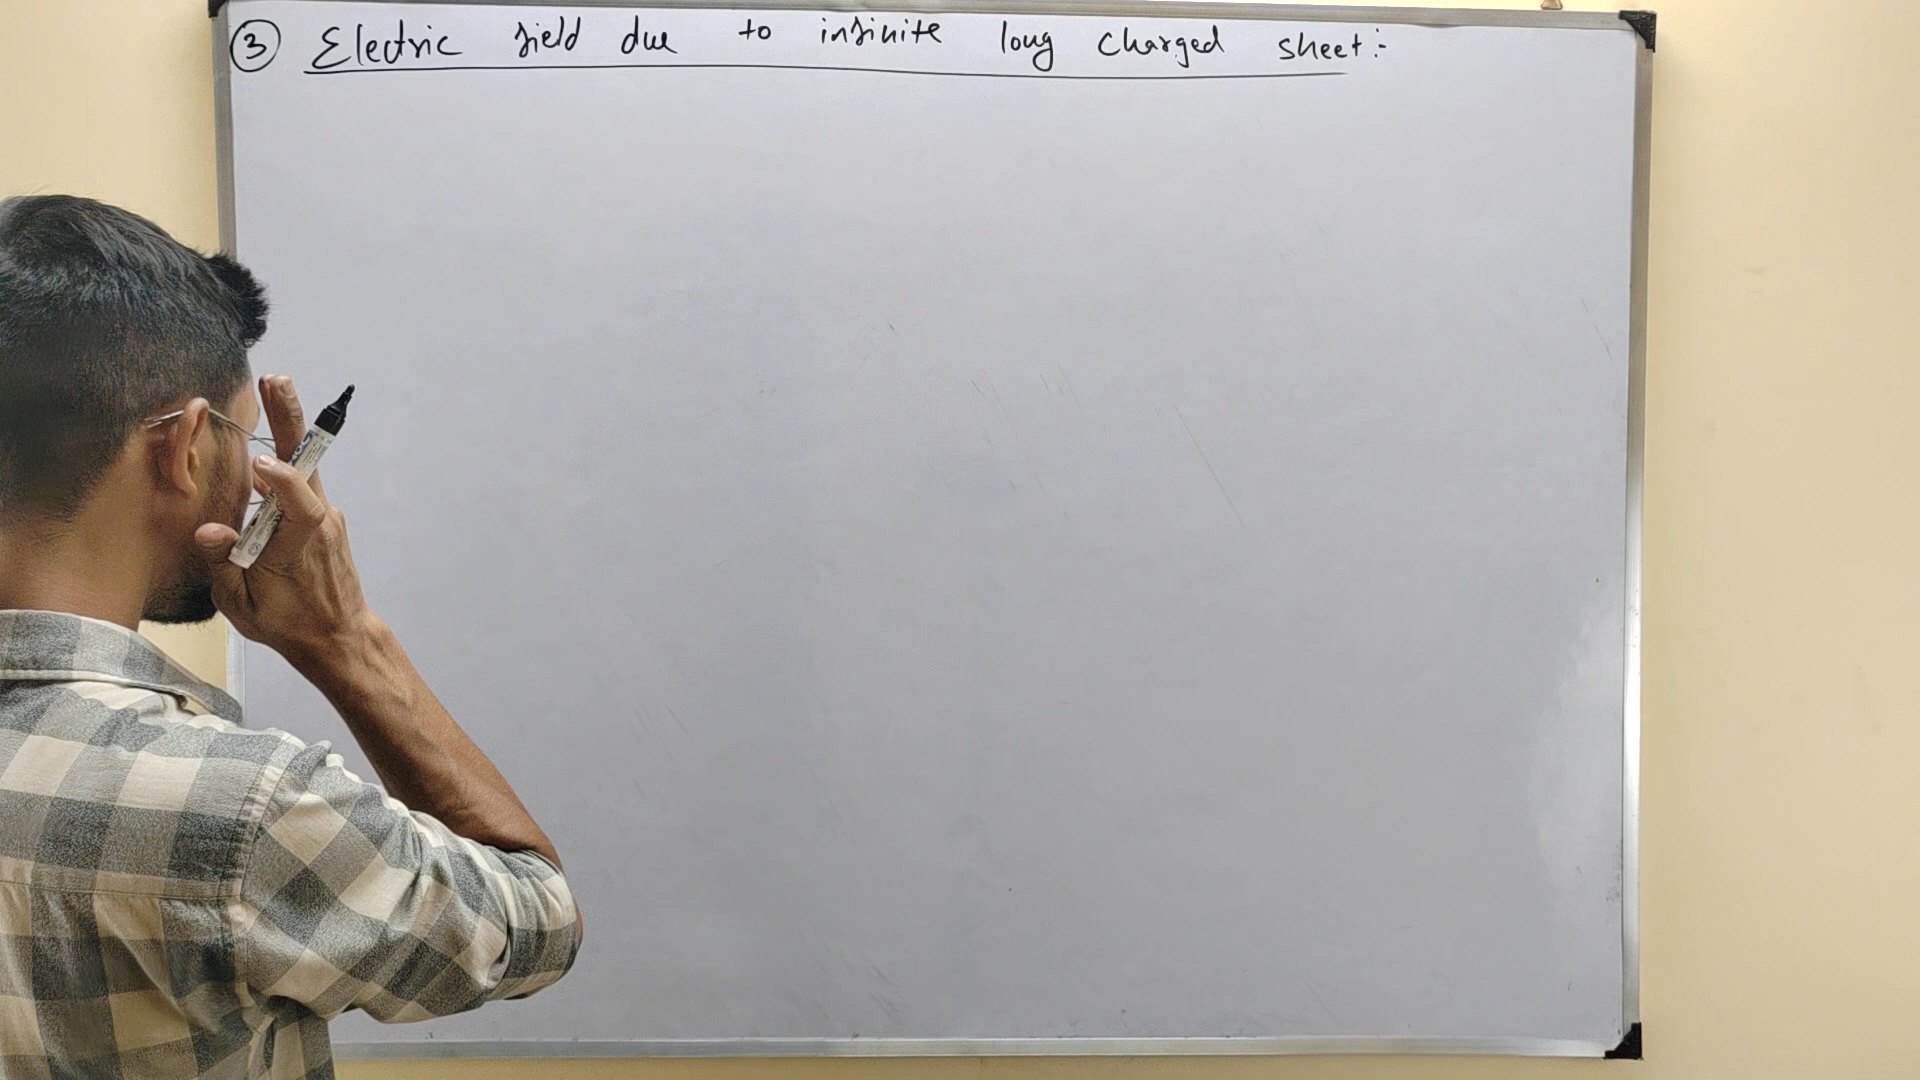 ③ Electric field due to infinite long charged sheet:-